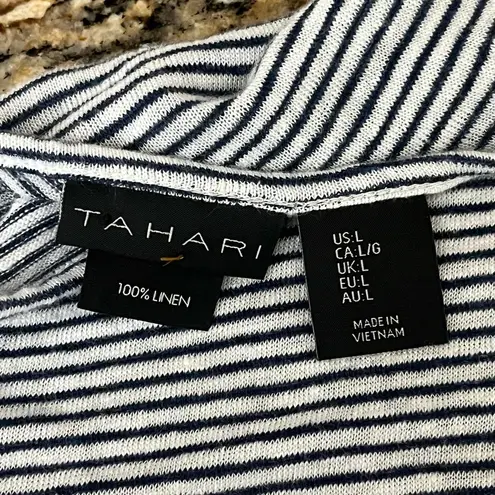 TAHARI
100% LINEN
US:L
CA:L/G
UK:L
EU:L
AU:L
MADE IN
VIETNAM